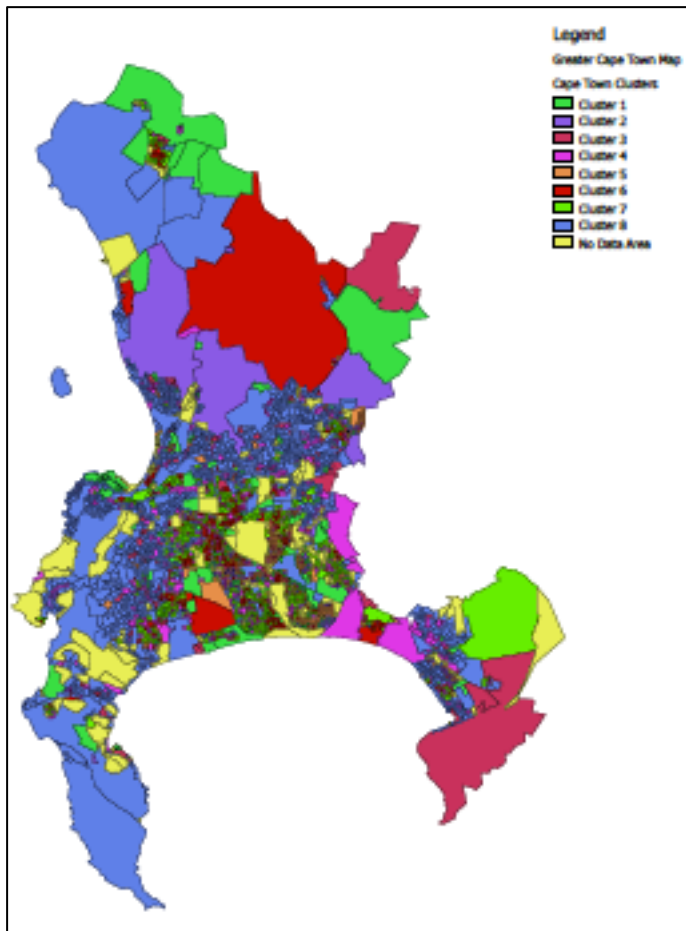 Legend
Greater Cape Town Map
Cape Town Clusters
Cluster 1
Cluster 2
Cluster 3
Cluster 4
Cluster 5
Cluster 6
Cluster 7
Cluster 8
No Data Area